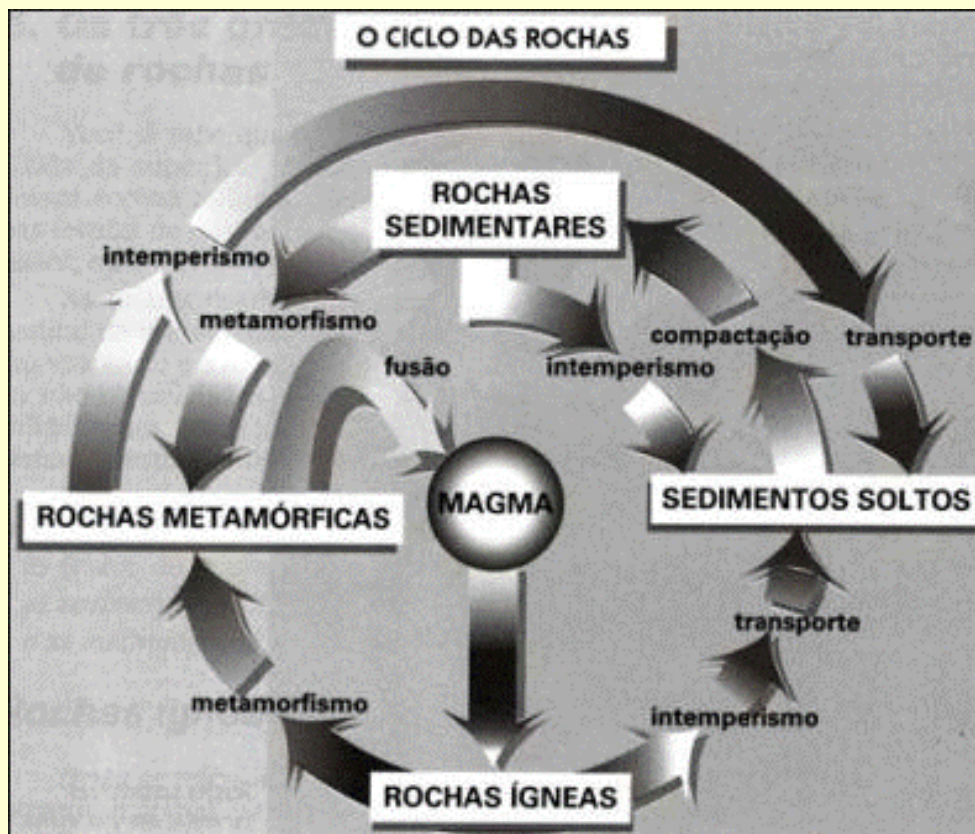 O CICLO DAS ROCHAS
ROCHAS
SEDIMENTARES
intemperismo
metamorfismo
fusão
intemperismo
compactação
transporte
ROCHAS METAMÓRFICAS
MAGMA
SEDIMENTOS SOLTOS
transporte
metamorfismo
intemperismo
ROCHAS ÍGNEAS